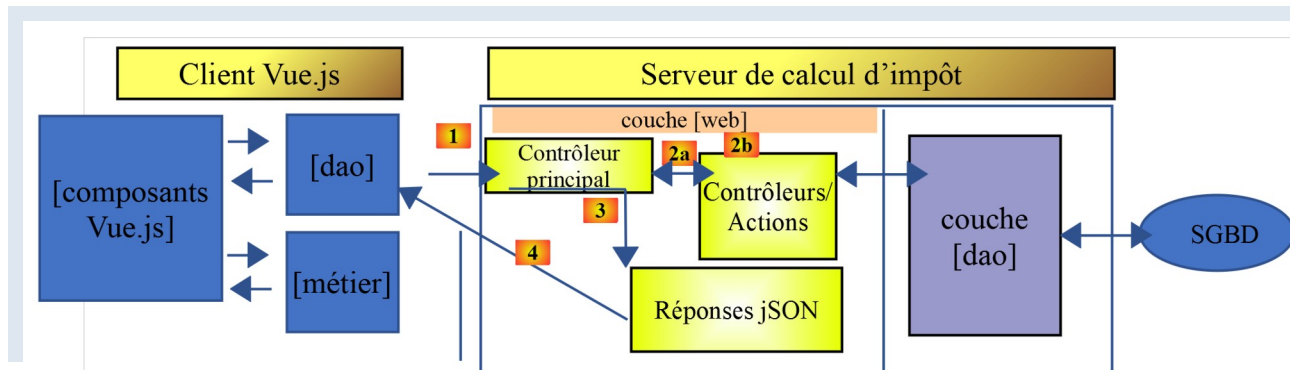 Client Vue.js
Serveur de calcul d’impôt
[composants
Vue.js]
[dao]
[métier]
1
couche [web]
Contrôleur
principal
2a
2b
Contrôleurs/
Actions
3
4
Réponses jSON
couche
[dao]
SGBD